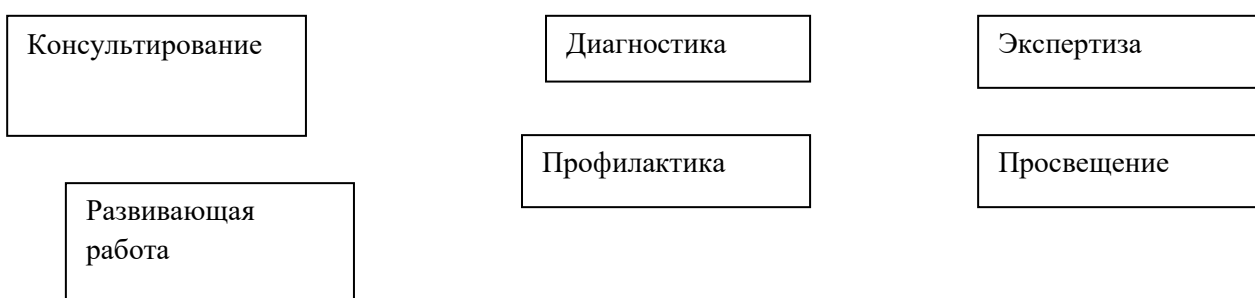 Консультирование
Диагностика
Экспертиза
Профилактика
Просвещение
Развивающая
работа